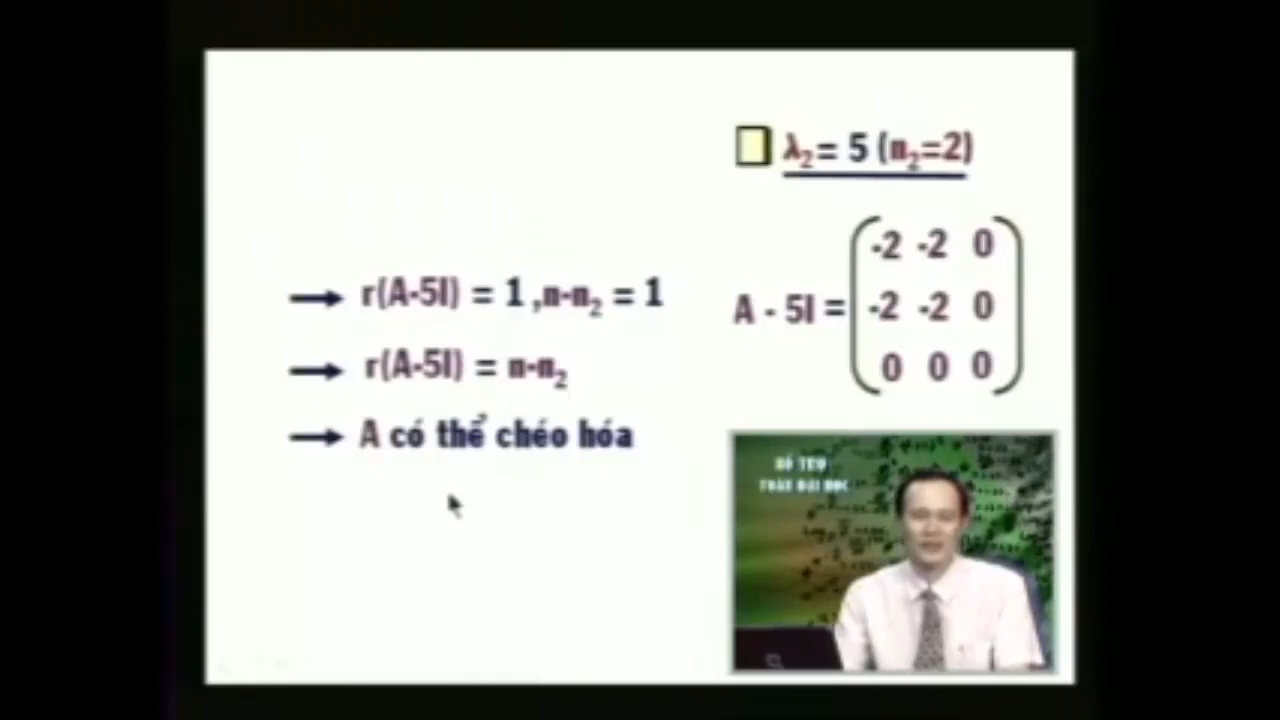 λ2 = 5 (n2=2)
A - 5I =
-2 -2 0
-2 -2 0
0 0 0
→ r(A-5I) = 1 ,n-n2 = 1
→ r(A-5I) = n-n2
→ A có thể chéo hóa